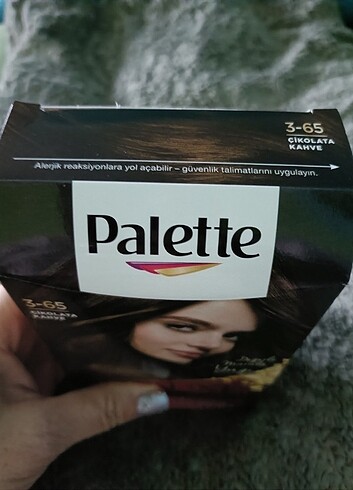 3-65
ÇİKOLATA
KAHVE
Alerjik reaksiyonlara yol açabilir – güvenlik talimatlarını uygulayın.
Palette
3-65
ÇİKOLATA
KAHVE